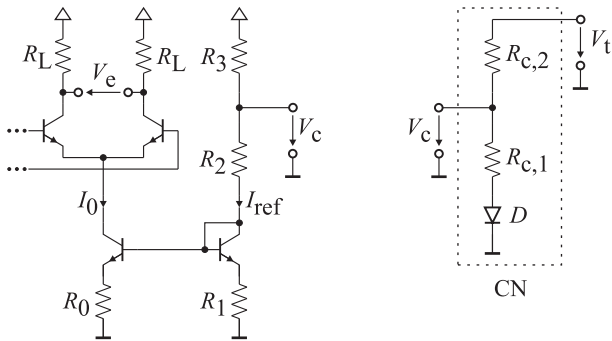 R_L V_e R_L R_3
V_c
R_2
I_0 I_ref
R_0 R_1
R_c,2 V_t
V_c
R_c,1
D
CN